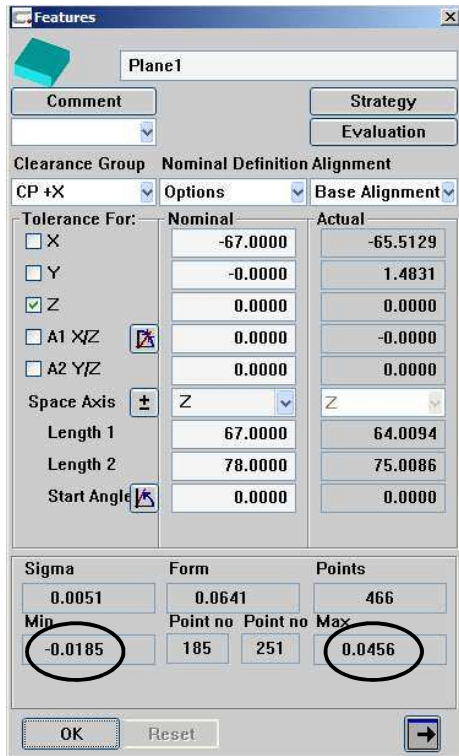 Features
Plane1
Comment Strategy
Evaluation
Clearance Group Nominal Definition Alignment
CP +X Options Base Alignment
Tolerance For: Nominal Actual
X -67.0000 -65.5129
Y -0.0000 1.4831
Z 0.0000 0.0000
A1 X/Z 0.0000 -0.0000
A2 Y/Z 0.0000 0.0000
Space Axis ± Z Z
Length 1 67.0000 64.0094
Length 2 78.0000 75.0086
Start Angle 0.0000 0.0000
Sigma Form Points
0.0051 0.0641 466
Min Point no Point no Max
-0.0185 185 251 0.0456
OK Reset